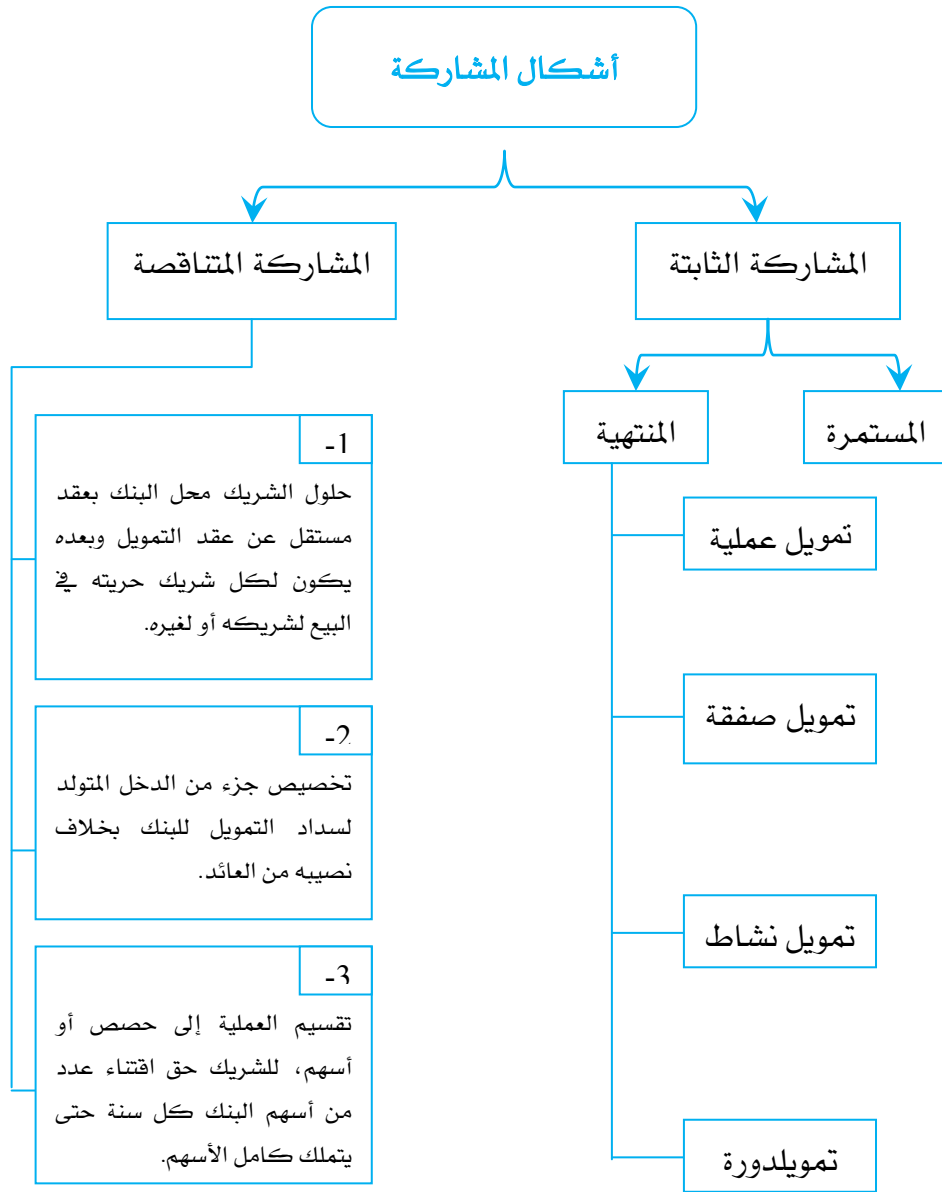 أشكال المشاركة
المشاركة الثابتة
المشاركة المتناقصة
المستمرة
المنتهية
تمويل عملية
تمويل صفقة
تمويل نشاط
تمويلدورة
1-
حلول الشريك محل البنك بعقد
مستقل عن عقد التمويل وبعده
يكون لكل شريك حريته في
البيع لشريكه أو لغيره.
2-
تخصيص جزء من الدخل المتولد
لسداد التمويل للبنك بخلاف
نصيبه من العائد.
3-
تقسيم العملية إلى حصص أو
أسهم، للشريك حق اقتناء عدد
من أسهم البنك كل سنة حتى
يتملك كامل الأسهم.